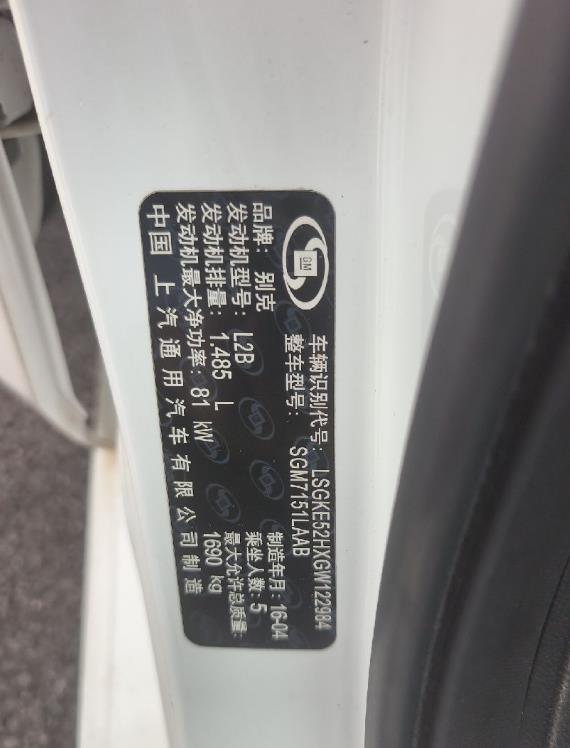 GM
车辆识别代号: LSGKE52HXGW122984
整车型号: SGM7151LAAB
品牌: 别克
制造年月: 16-04
发动机型号: L2B
乘坐人数: 5
发动机排量: 1.485 L
最大允许总质量:
发动机最大净功率: 81 kW
1690 kg
中国 上汽通用汽车有限公司制造